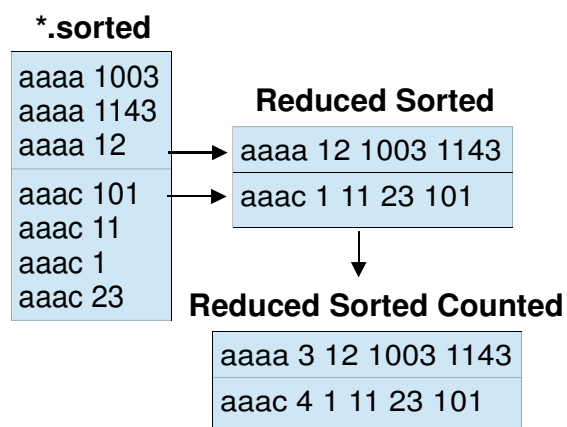 *.sorted
aaaa 1003
aaaa 1143
aaaa 12
aaac 101
aaac 11
aaac 1
aaac 23
Reduced Sorted
aaaa 12 1003 1143
aaac 1 11 23 101
Reduced Sorted Counted
aaaa 3 12 1003 1143
aaac 4 1 11 23 101